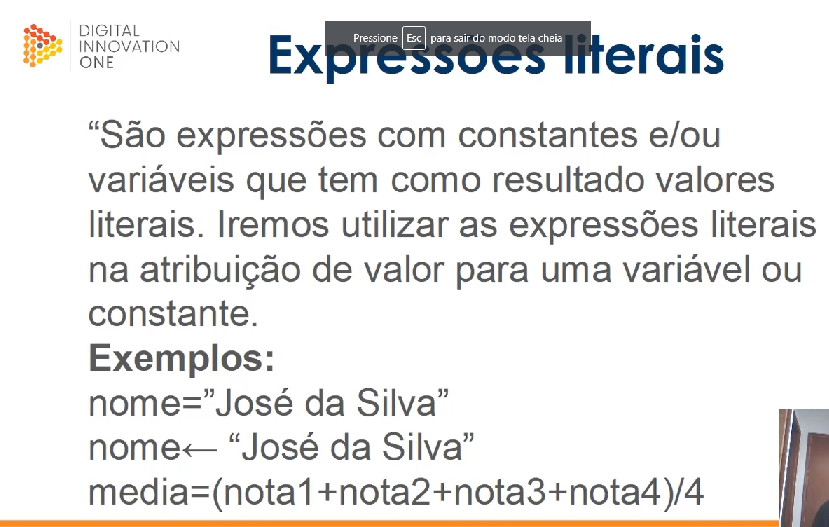 DIGITAL
INNOVATION
ONE
Pressione Esc para sair do modo tela cheia
Expressões literais
“São expressões com constantes e/ou
variáveis que tem como resultado valores
literais. Iremos utilizar as expressões literais
na atribuição de valor para uma variável ou
constante.
Exemplos:
nome=”José da Silva”
nome← “José da Silva”
media=(nota1+nota2+nota3+nota4)/4